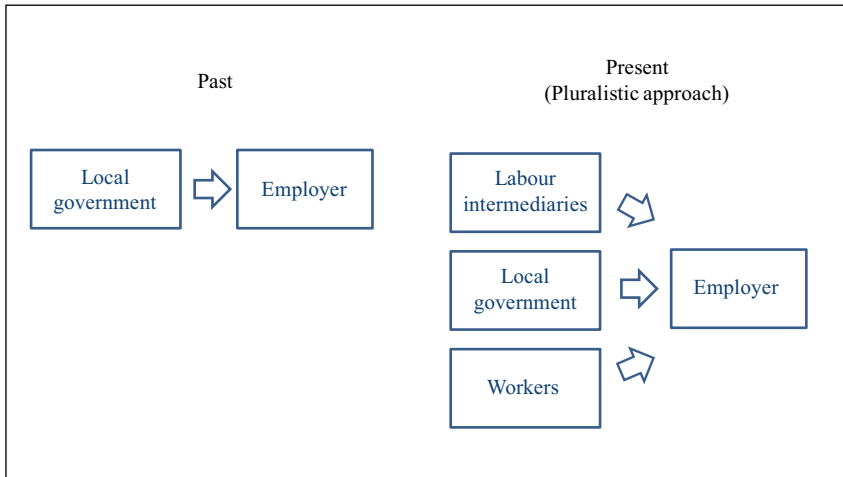 Past
Local
government
Employer
Present
(Pluralistic approach)
Labour
intermediaries
Local
government
Employer
Workers